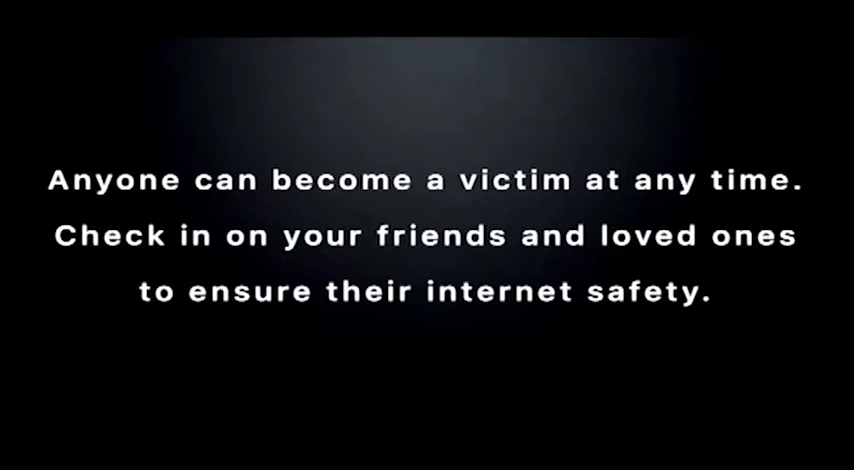 Anyone can become a victim at any time.
Check in on your friends and loved ones
to ensure their internet safety.